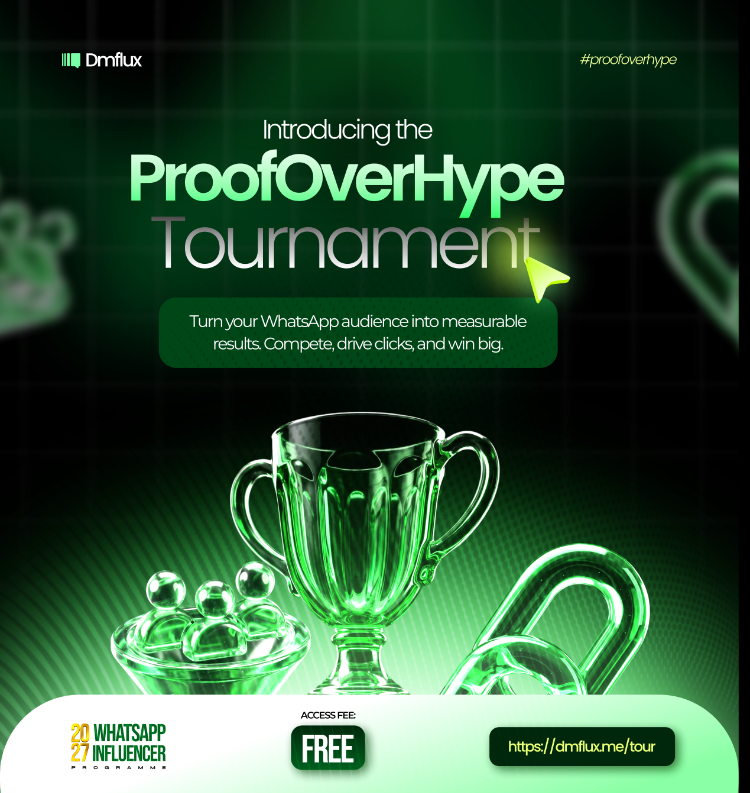 Dmflux
#proofoverhype
Introducing the
ProofOverHype
Tournament
Turn your WhatsApp audience into measurable
results. Compete, drive clicks, and win big.
20 WHATSAPP
27 INFLUENCER
PROGRAMME
ACCESS FEE:
FREE
https://dmflux.me/tour